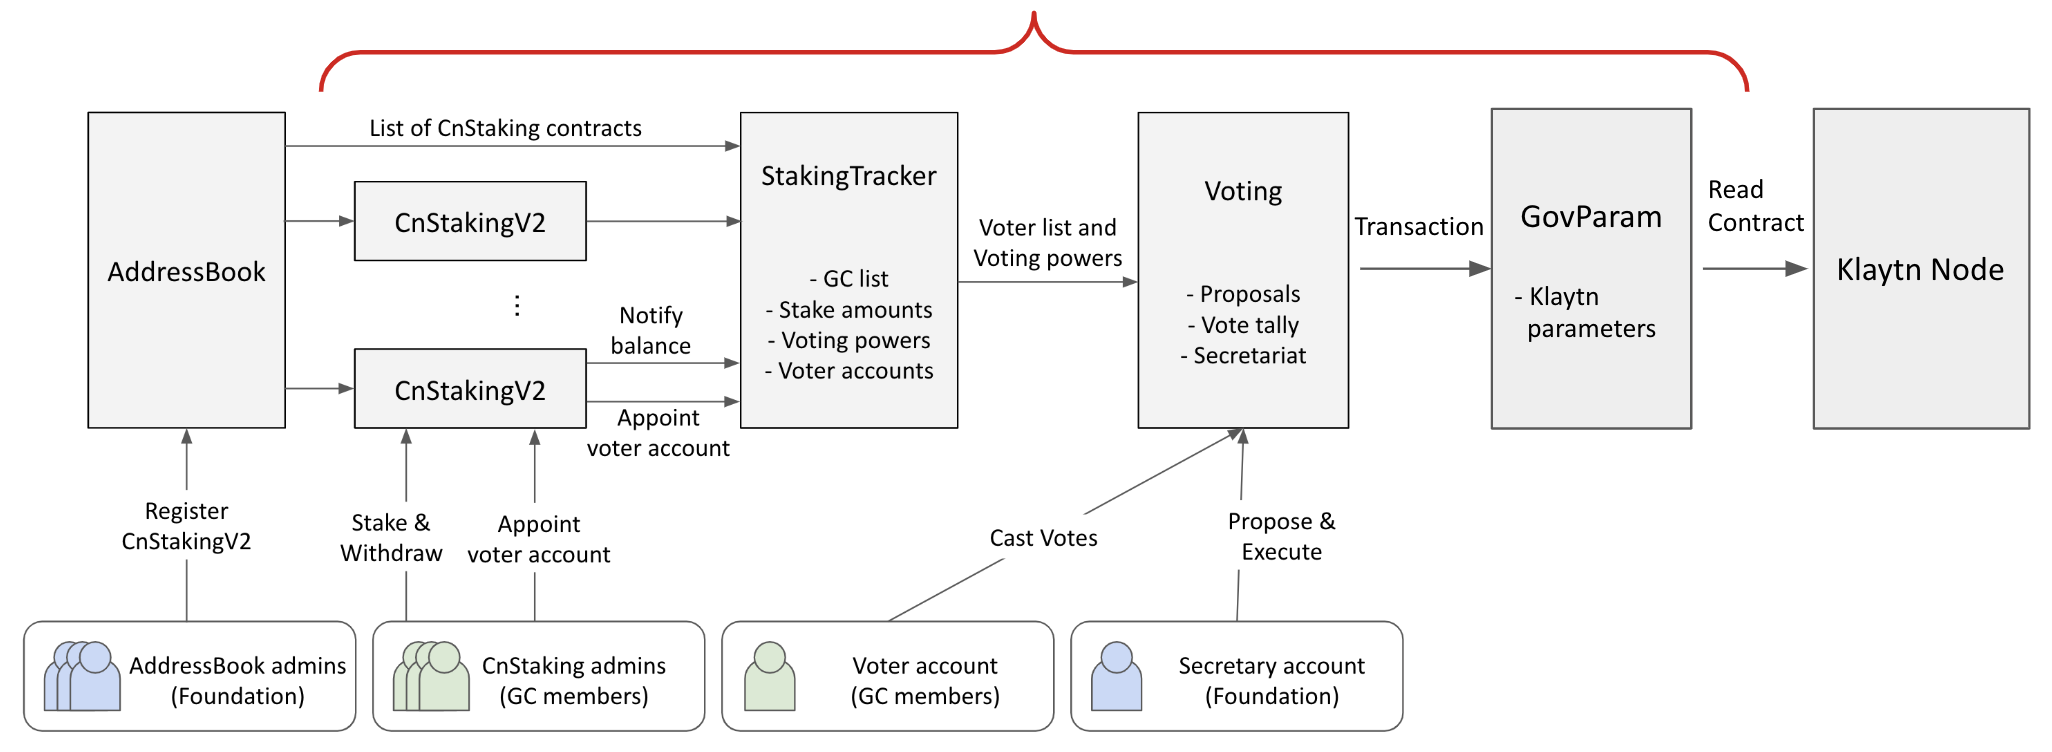 List of CnStaking contracts
AddressBook
CnStakingV2
⋮
CnStakingV2
Notify
balance
Appoint
voter account
StakingTracker
- GC list
- Stake amounts
- Voting powers
- Voter accounts
Voter list and
Voting powers
Voting
- Proposals
- Vote tally
- Secretariat
Transaction
GovParam
- Klaytn
parameters
Read
Contract
Klaytn Node
Register
CnStakingV2
Stake &
Withdraw
Appoint
voter account
Cast Votes
Propose &
Execute
AddressBook admins
(Foundation)
CnStaking admins
(GC members)
Voter account
(GC members)
Secretary account
(Foundation)